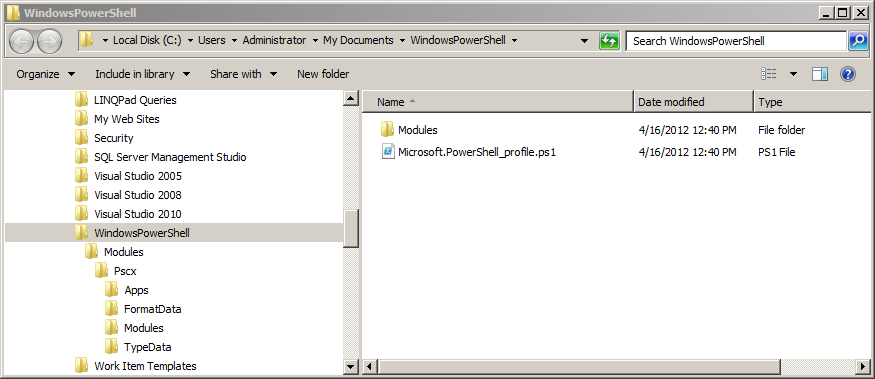 WindowsPowerShell
Local Disk (C:) Users Administrator My Documents WindowsPowerShell Search WindowsPowerShell
Organize Include in library Share with New folder
LINQPad Queries
My Web Sites
Security
SQL Server Management Studio
Visual Studio 2005
Visual Studio 2008
Visual Studio 2010
WindowsPowerShell
Modules
Pscx
Apps
FormatData
Modules
TypeData
Work Item Templates
Name Date modified Type
Modules 4/16/2012 12:40 PM File folder
Microsoft.PowerShell_profile.ps1 4/16/2012 12:40 PM PS1 File